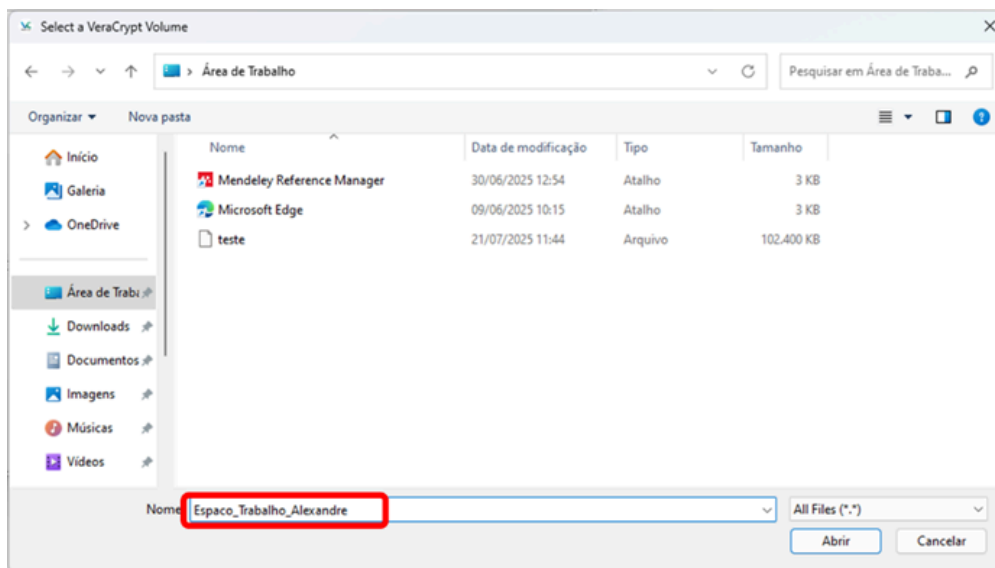 Select a VeraCrypt Volume
Área de Trabalho
Pesquisar em Área de Traba...
Organizar
Nova pasta
Nome
Data de modificação
Tipo
Tamanho
Início
Galeria
OneDrive
Área de Traba
Downloads
Documentos
Imagens
Músicas
Vídeos
Mendeley Reference Manager 30/06/2025 12:54 Atalho 3 KB
Microsoft Edge 09/06/2025 10:15 Atalho 3 KB
teste 21/07/2025 11:44 Arquivo 102.400 KB
Nome
Espaco_Trabalho_Alexandre
All Files (*.*)
Abrir
Cancelar